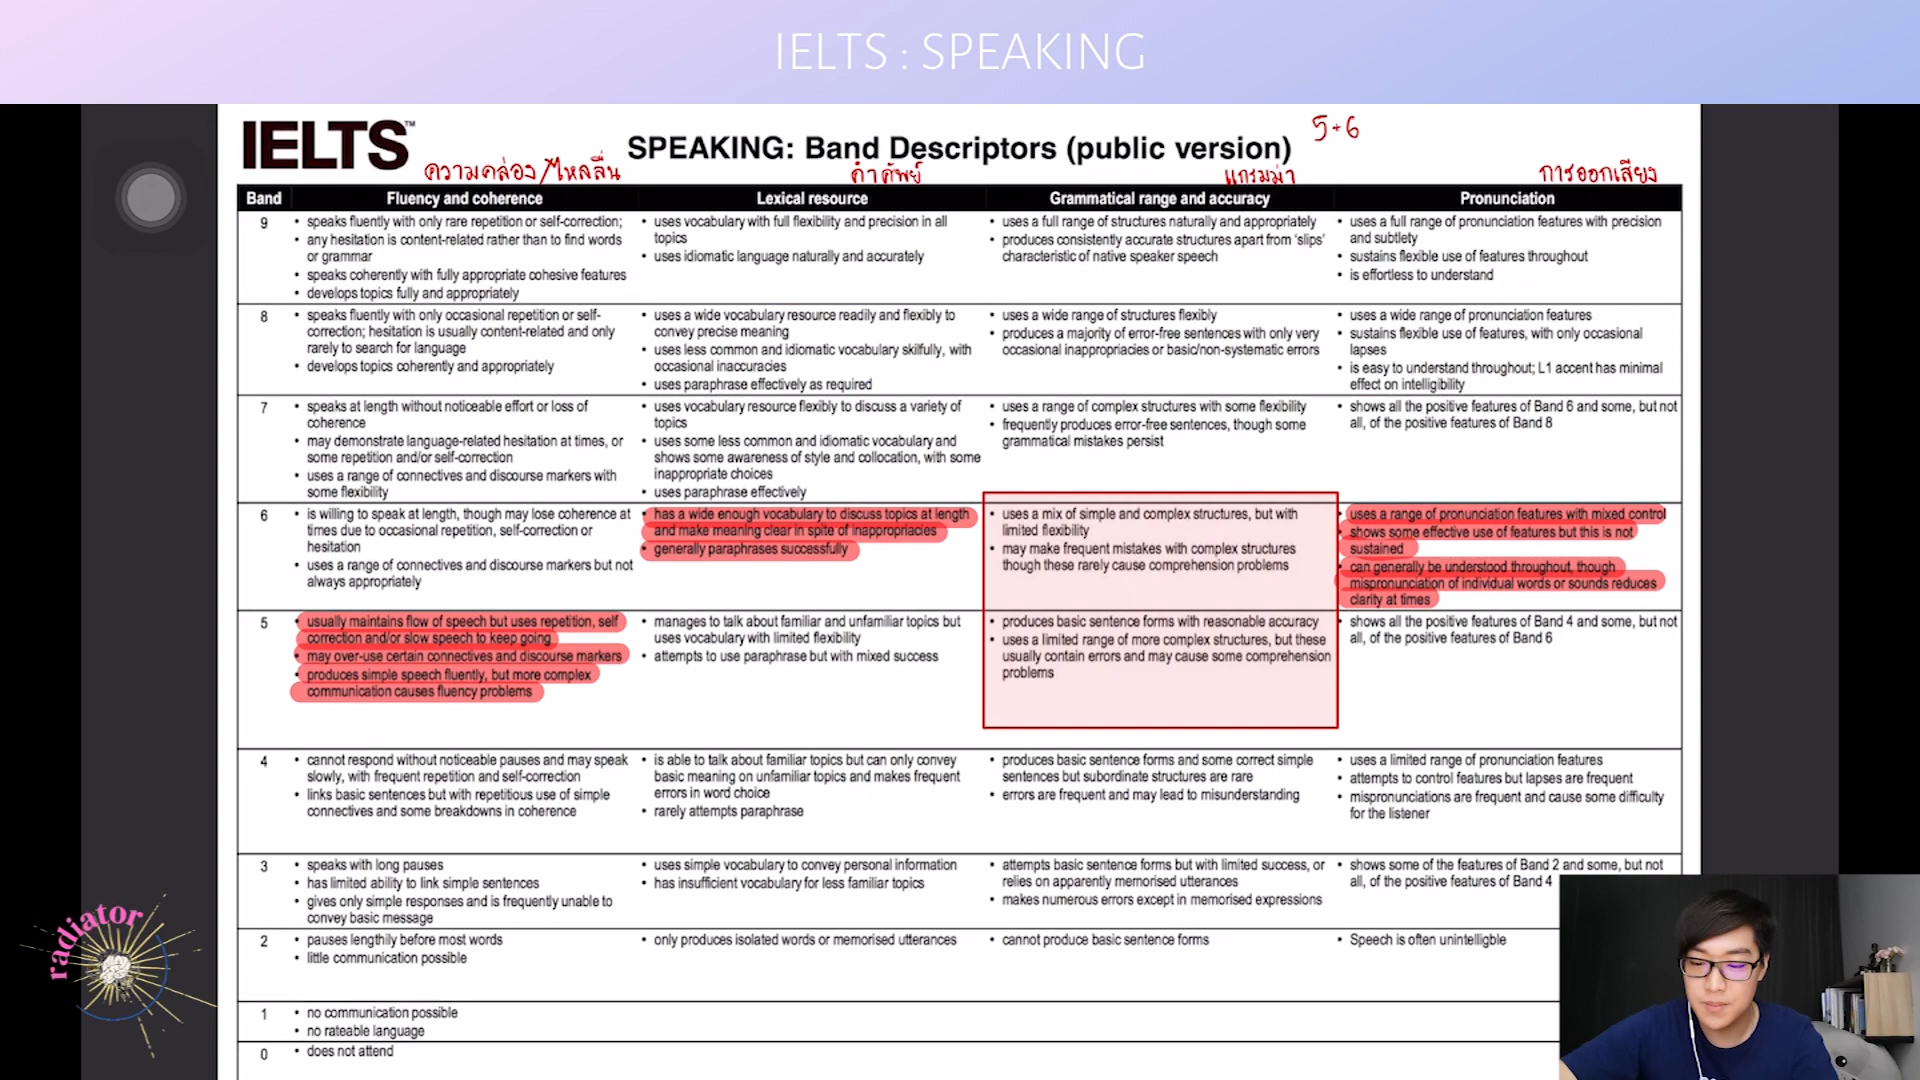 IELTS : SPEAKING
IELTS™
SPEAKING: Band Descriptors (public version)
5+6
ความคล่อง/ไหลลื่น
คำศัพย์
แกรมม่า
การออกเสียง
Band
Fluency and coherence
Lexical resource
Grammatical range and accuracy
Pronunciation
9
• speaks fluently with only rare repetition or self-correction;
• any hesitation is content-related rather than to find words
or grammar
• speaks coherently with fully appropriate cohesive features
• develops topics fully and appropriately
• uses vocabulary with full flexibility and precision in all
topics
• uses idiomatic language naturally and accurately
• uses a full range of structures naturally and appropriately
• produces consistently accurate structures apart from ‘slips’
characteristic of native speaker speech
• uses a full range of pronunciation features with precision
and subtlety
• sustains flexible use of features throughout
• is effortless to understand
8
• speaks fluently with only occasional repetition or self-
correction; hesitation is usually content-related and only
rarely to search for language
• develops topics coherently and appropriately
• uses a wide vocabulary resource readily and flexibly to
convey precise meaning
• uses less common and idiomatic vocabulary skilfully, with
occasional inaccuracies
• uses paraphrase effectively as required
• uses a wide range of structures flexibly
• produces a majority of error-free sentences with only very
occasional inappropriacies or basic/non-systematic errors
• uses a wide range of pronunciation features
• sustains flexible use of features, with only occasional
lapses
• is easy to understand throughout; L1 accent has minimal
effect on intelligibility
7
• speaks at length without noticeable effort or loss of
coherence
• may demonstrate language-related hesitation at times, or
some repetition and/or self-correction
• uses a range of connectives and discourse markers with
some flexibility
• uses vocabulary resource flexibly to discuss a variety of
topics
• uses some less common and idiomatic vocabulary and
shows some awareness of style and collocation, with some
inappropriate choices
• uses paraphrase effectively
• uses a range of complex structures with some flexibility
• frequently produces error-free sentences, though some
grammatical mistakes persist
• shows all the positive features of Band 6 and some, but not
all, of the positive features of Band 8
6
• is willing to speak at length, though may lose coherence at
times due to occasional repetition, self-correction or
hesitation
• uses a range of connectives and discourse markers but not
always appropriately
• has a wide enough vocabulary to discuss topics at length
and make meaning clear in spite of inappropriacies
• generally paraphrases successfully
• uses a mix of simple and complex structures, but with
limited flexibility
• may make frequent mistakes with complex structures
though these rarely cause comprehension problems
• uses a range of pronunciation features with mixed control
• shows some effective use of features but this is not
sustained
• can generally be understood throughout, though
mispronunciation of individual words or sounds reduces
clarity at times
5
• usually maintains flow of speech but uses repetition, self
correction and/or slow speech to keep going
• may over-use certain connectives and discourse markers
• produces simple speech fluently, but more complex
communication causes fluency problems
• manages to talk about familiar and unfamiliar topics but
uses vocabulary with limited flexibility
• attempts to use paraphrase but with mixed success
• produces basic sentence forms with reasonable accuracy
• uses a limited range of more complex structures, but these
usually contain errors and may cause some comprehension
problems
• shows all the positive features of Band 4 and some, but not
all, of the positive features of Band 6
4
• cannot respond without noticeable pauses and may speak
slowly, with frequent repetition and self-correction
• links basic sentences but with repetitious use of simple
connectives and some breakdowns in coherence
• is able to talk about familiar topics but can only convey
basic meaning on unfamiliar topics and makes frequent
errors in word choice
• rarely attempts paraphrase
• produces basic sentence forms and some correct simple
sentences but subordinate structures are rare
• errors are frequent and may lead to misunderstanding
• uses a limited range of pronunciation features
• attempts to control features but lapses are frequent
• mispronunciations are frequent and cause some difficulty
for the listener
3
• speaks with long pauses
• has limited ability to link simple sentences
• gives only simple responses and is frequently unable to
convey basic message
• uses simple vocabulary to convey personal information
• has insufficient vocabulary for less familiar topics
• attempts basic sentence forms but with limited success, or
relies on apparently memorised utterances
• makes numerous errors except in memorised expressions
• shows some of the features of Band 2 and some, but not
all, of the positive features of Band 4
2
• pauses lengthily before most words
• little communication possible
• only produces isolated words or memorised utterances
• cannot produce basic sentence forms
• Speech is often unintelligble
1
• no communication possible
• no rateable language
0
• does not attend
radiator